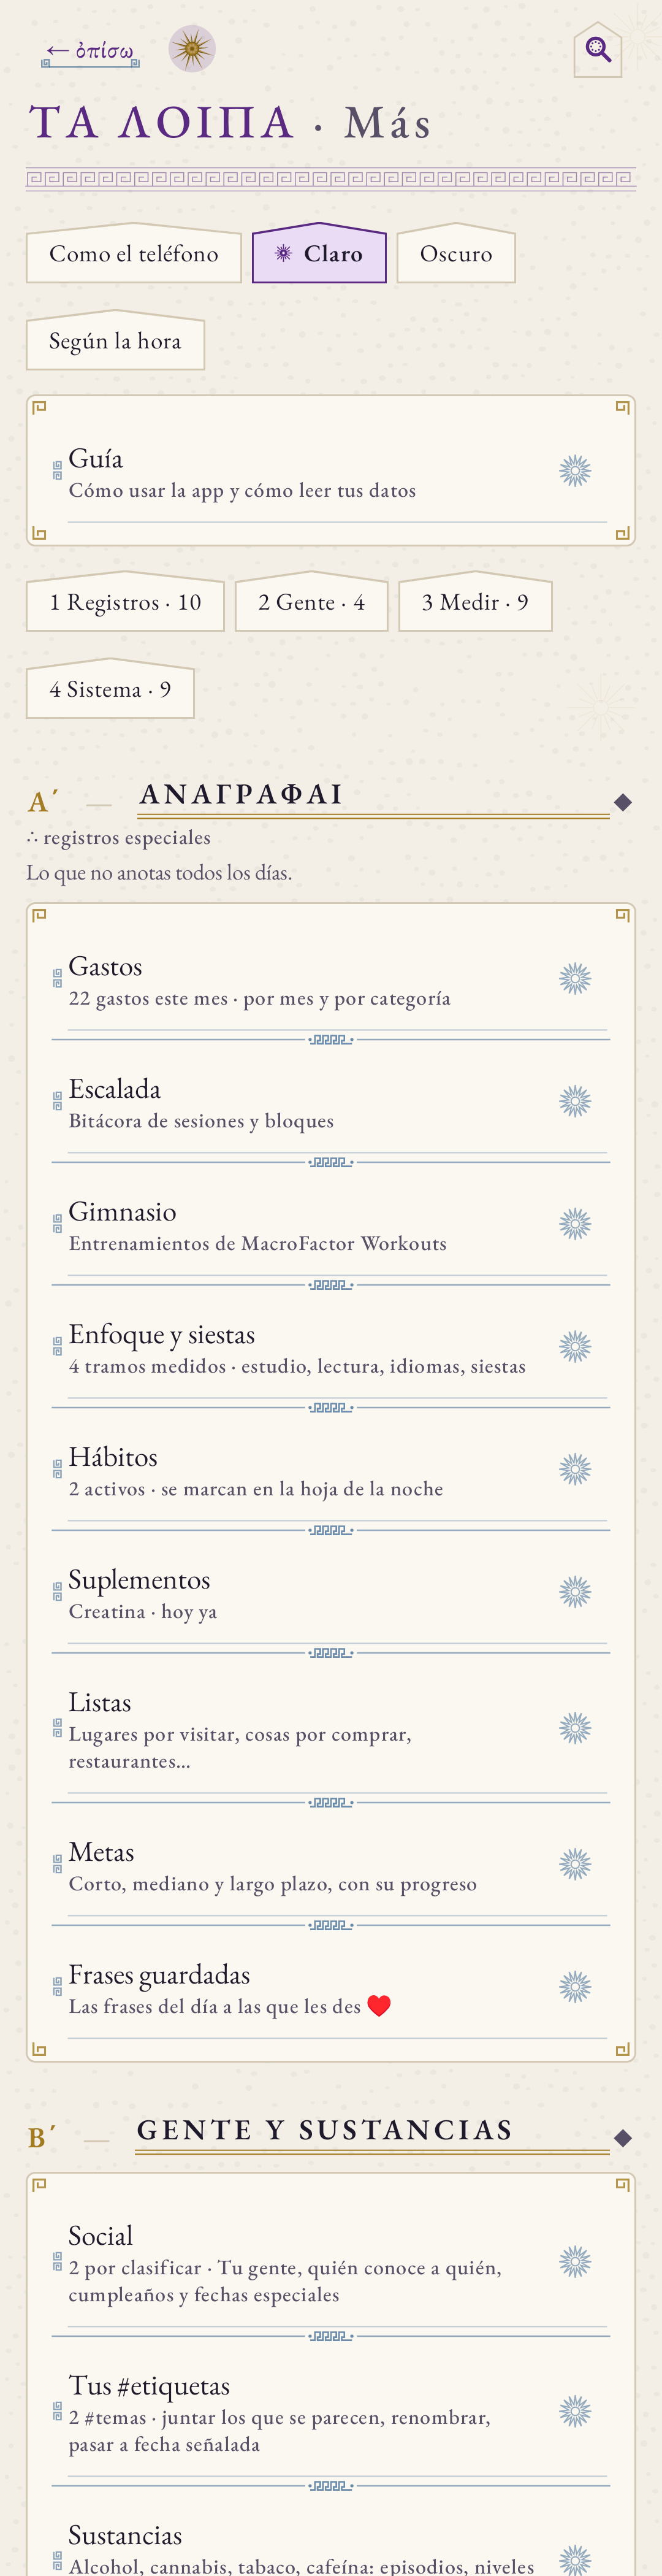 ← ὀπίσω
ΤΑ ΛΟΙΠΑ · Más
Como el teléfono
Claro
Oscuro
Según la hora
Guía
Cómo usar la app y cómo leer tus datos
1 Registros · 10
2 Gente · 4
3 Medir · 9
4 Sistema · 9
Α΄ — ΑΝΑΓΡΑΦΑΙ
∴ registros especiales
Lo que no anotas todos los días.
Gastos
22 gastos este mes · por mes y por categoría
Escalada
Bitácora de sesiones y bloques
Gimnasio
Entrenamientos de MacroFactor Workouts
Enfoque y siestas
4 tramos medidos · estudio, lectura, idiomas, siestas
Hábitos
2 activos · se marcan en la hoja de la noche
Suplementos
Creatina · hoy ya
Listas
Lugares por visitar, cosas por comprar,
restaurantes…
Metas
Corto, mediano y largo plazo, con su progreso
Frases guardadas
Las frases del día a las que les des ❤️
Β΄ — GENTE Y SUSTANCIAS
Social
2 por clasificar · Tu gente, quién conoce a quién,
cumpleaños y fechas especiales
Tus #etiquetas
2 #temas · juntar los que se parecen, renombrar,
pasar a fecha señalada
Sustancias
Alcohol, cannabis, tabaco, cafeína: episodios, niveles